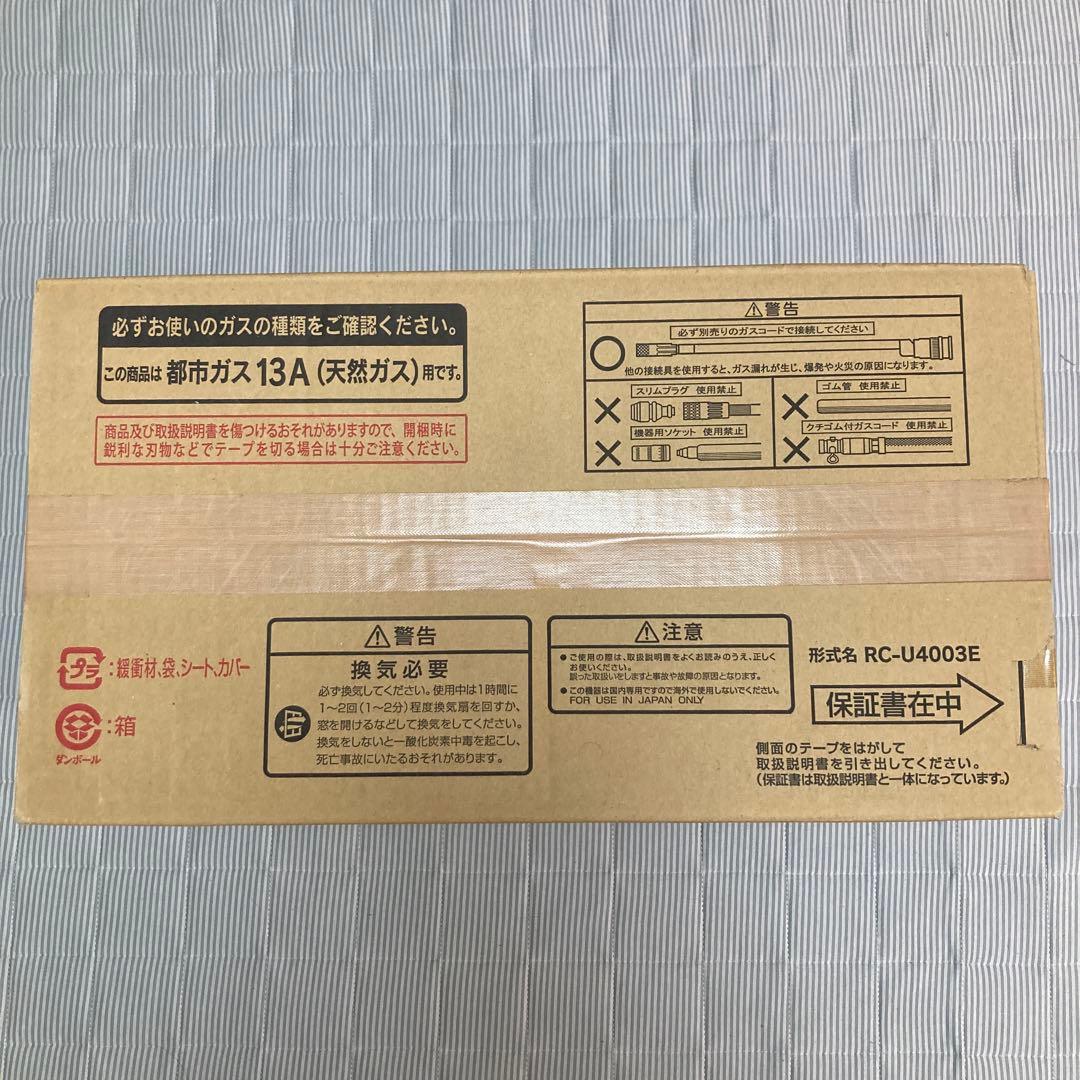 必ずお使いのガスの種類をご確認ください。
この商品は 都市ガス13A(天然ガス)用です。
商品及び取扱説明書を傷つけるおそれがありますので、開梱時に
鋭利な刃物などでテープを切る場合は十分ご注意ください。
⚠警告
必ず別売りのガスコードで接続してください
他の接続具を使用すると、ガス漏れが生じ、爆発や火災の原因になります。
スリムプラグ 使用禁止
ゴム管 使用禁止
機器用ソケット 使用禁止
クチゴム付ガスコード 使用禁止
プラ
:緩衝材、袋、シート、カバー
:箱
ダンボール
⚠警告
換気必要
必ず換気してください。使用中は1時間に
1～2回(1～2分)程度換気扇を回すか、
窓を開けるなどして換気をしてください。
換気をしないと一酸化炭素中毒を起こし、
死亡事故にいたるおそれがあります。
⚠注意
●ご使用の際は、取扱説明書をよくお読みのうえ、正しく
お使いください。
誤った取扱いをしますと事故や故障の原因となります。
●この機器は国内専用ですので海外で使用しないでください。
FOR USE IN JAPAN ONLY
形式名 RC-U4003E
保証書在中
側面のテープをはがして
取扱説明書を引き出してください。
(保証書は取扱説明書と一体になっています。)